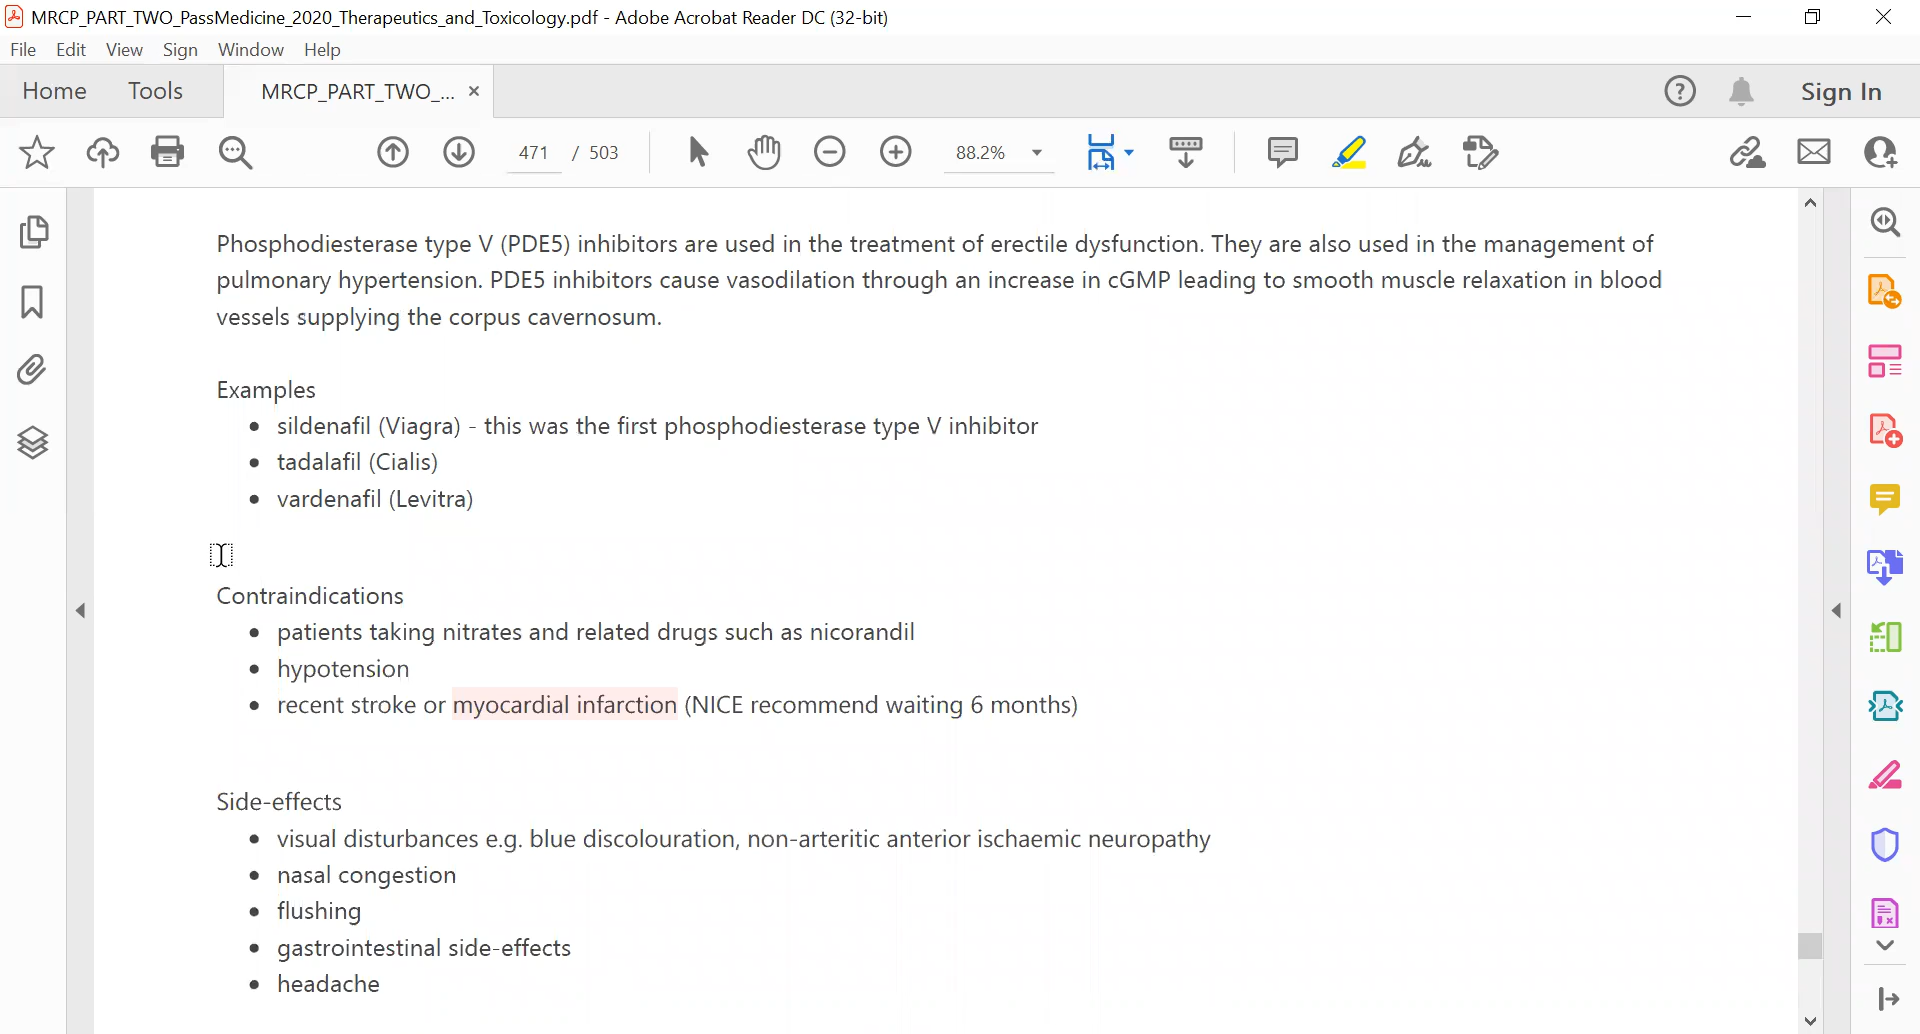 MRCP_PART_TWO_PassMedicine_2020_Therapeutics_and_Toxicology.pdf - Adobe Acrobat Reader DC (32-bit)
File Edit View Sign Window Help
Home Tools MRCP_PART_TWO_... × Sign In
471 / 503 88.2%
Phosphodiesterase type V (PDE5) inhibitors are used in the treatment of erectile dysfunction. They are also used in the management of
pulmonary hypertension. PDE5 inhibitors cause vasodilation through an increase in cGMP leading to smooth muscle relaxation in blood
vessels supplying the corpus cavernosum.
Examples
• sildenafil (Viagra) - this was the first phosphodiesterase type V inhibitor
• tadalafil (Cialis)
• vardenafil (Levitra)
Contraindications
• patients taking nitrates and related drugs such as nicorandil
• hypotension
• recent stroke or myocardial infarction (NICE recommend waiting 6 months)
Side-effects
• visual disturbances e.g. blue discolouration, non-arteritic anterior ischaemic neuropathy
• nasal congestion
• flushing
• gastrointestinal side-effects
• headache